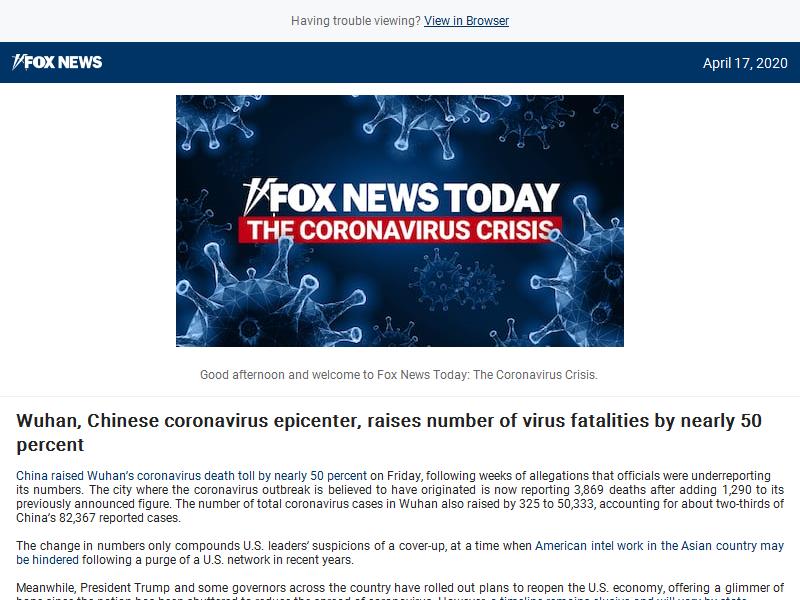 Having trouble viewing? View in Browser
FOX NEWS
April 17, 2020
FOX NEWS TODAY
THE CORONAVIRUS CRISIS
Good afternoon and welcome to Fox News Today: The Coronavirus Crisis.
Wuhan, Chinese coronavirus epicenter, raises number of virus fatalities by nearly 50
percent
China raised Wuhan's coronavirus death toll by nearly 50 percent on Friday, following weeks of allegations that officials were underreporting
its numbers. The city where the coronavirus outbreak is believed to have originated is now reporting 3,869 deaths after adding 1,290 to its
previously announced figure. The number of total coronavirus cases in Wuhan also raised by 325 to 50,333, accounting for about two-thirds of
China's 82,367 reported cases.
The change in numbers only compounds U.S. leaders' suspicions of a cover-up, at a time when American intel work in the Asian country may
be hindered following a purge of a U.S. network in recent years.
Meanwhile, President Trump and some governors across the country have rolled out plans to reopen the U.S. economy, offering a glimmer of